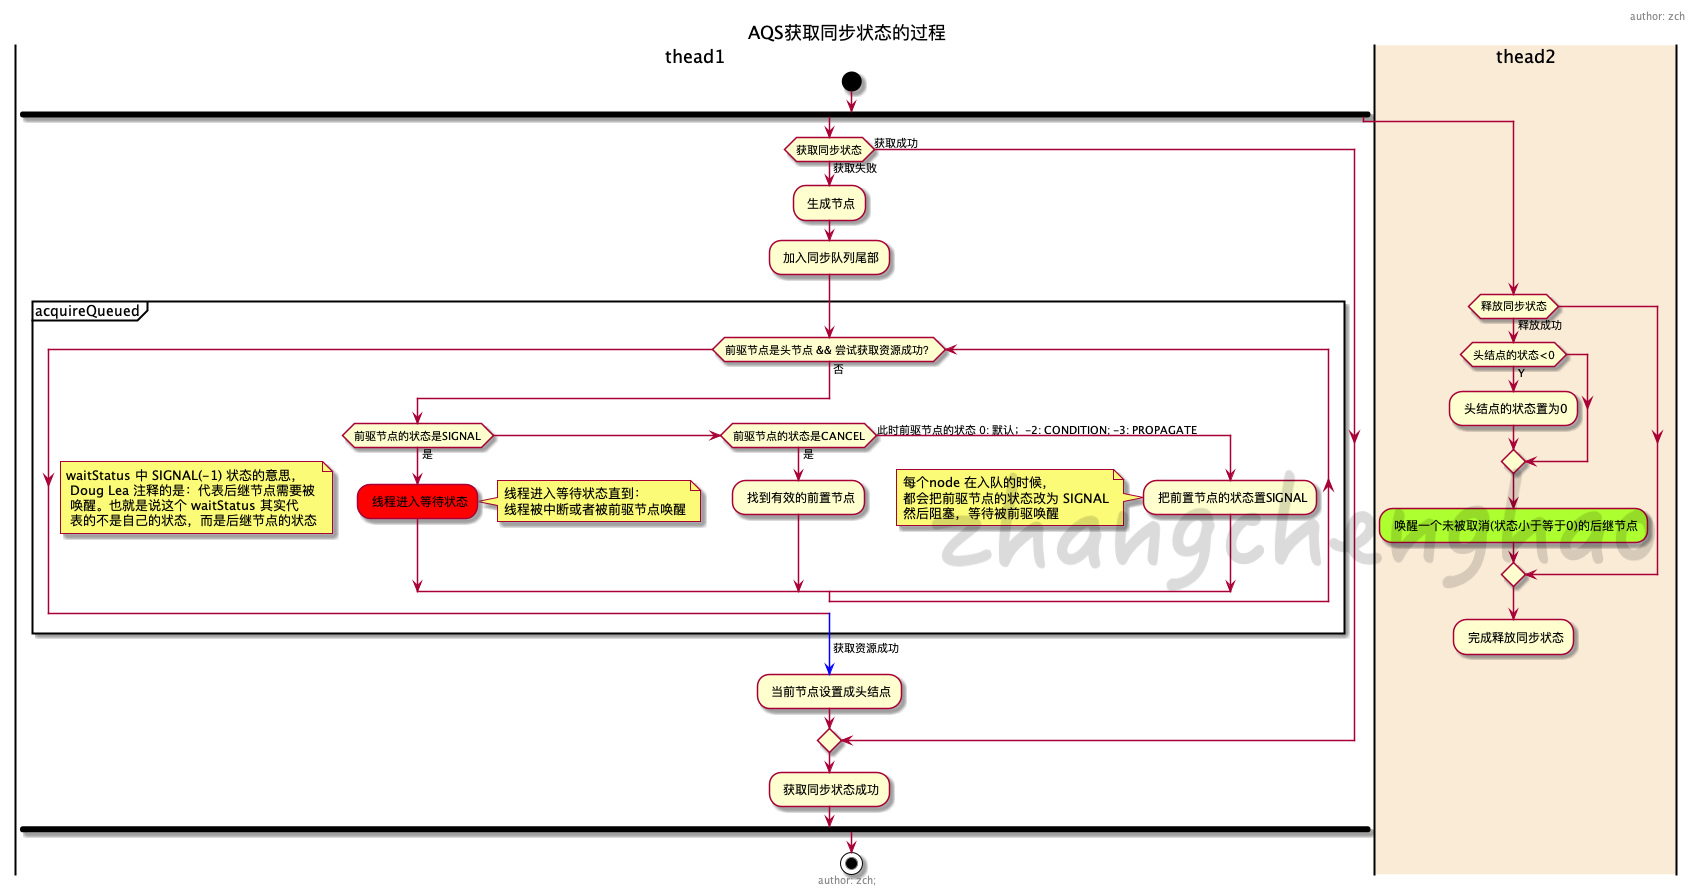 author: zch
AQS获取同步状态的过程
thead1
thead2
获取同步状态
获取成功
获取失败
生成节点
加入同步队列尾部
acquireQueued
前驱节点是头节点 && 尝试获取资源成功?
否
前驱节点的状态是SIGNAL
是
前驱节点的状态是CANCEL
是
此时前驱节点的状态 0: 默认；-2: CONDITION; -3: PROPAGATE
waitStatus 中 SIGNAL(-1) 状态的意思，
Doug Lea 注释的是：代表后继节点需要被
唤醒。也就是说这个 waitStatus 其实代
表的不是自己的状态，而是后继节点的状态
线程进入等待状态
线程进入等待状态直到：
线程被中断或者被前驱节点唤醒
找到有效的前置节点
每个node 在入队的时候，
都会把前驱节点的状态改为 SIGNAL
然后阻塞，等待被前驱唤醒
把前置节点的状态置SIGNAL
获取资源成功
当前节点设置成头结点
获取同步状态成功
释放同步状态
释放成功
头结点的状态<0
Y
头结点的状态置为0
唤醒一个未被取消(状态小于等于0)的后继节点
完成释放同步状态
zhangchenghao
author: zch;